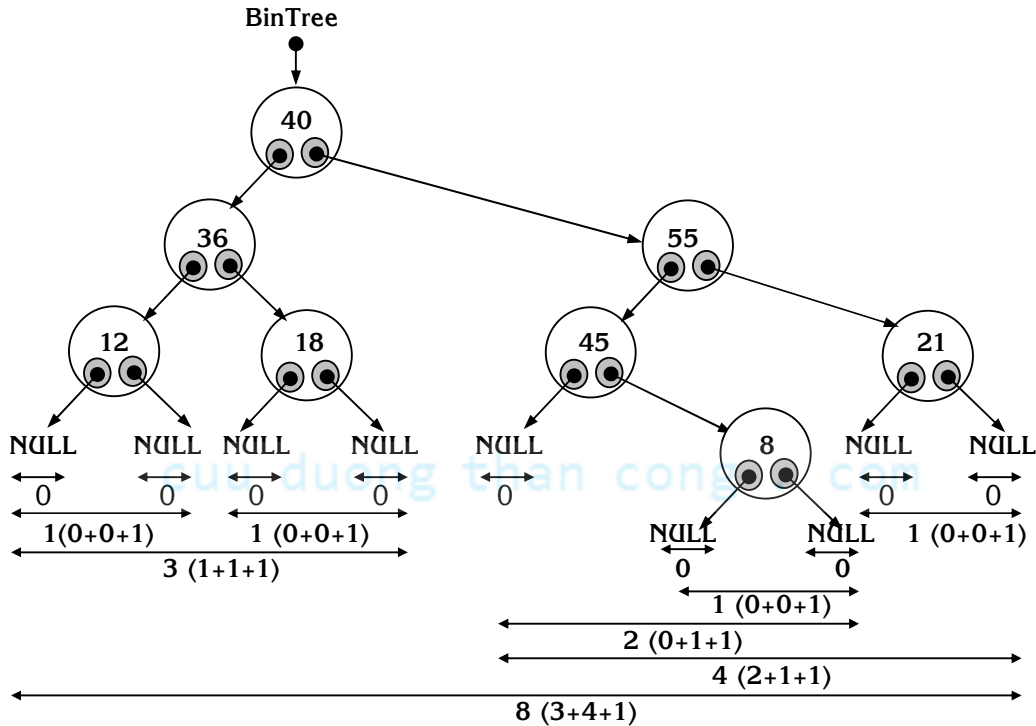 BinTree
40
36
55
12
18
45
21
NULL NULL NULL NULL NULL 8 NULL NULL
cuu duong than cong . com
0 0 0 0 0 0 0
1(0+0+1) 1 (0+0+1) NULL NULL 1 (0+0+1)
3 (1+1+1) 0 0
1 (0+0+1)
2 (0+1+1)
4 (2+1+1)
8 (3+4+1)